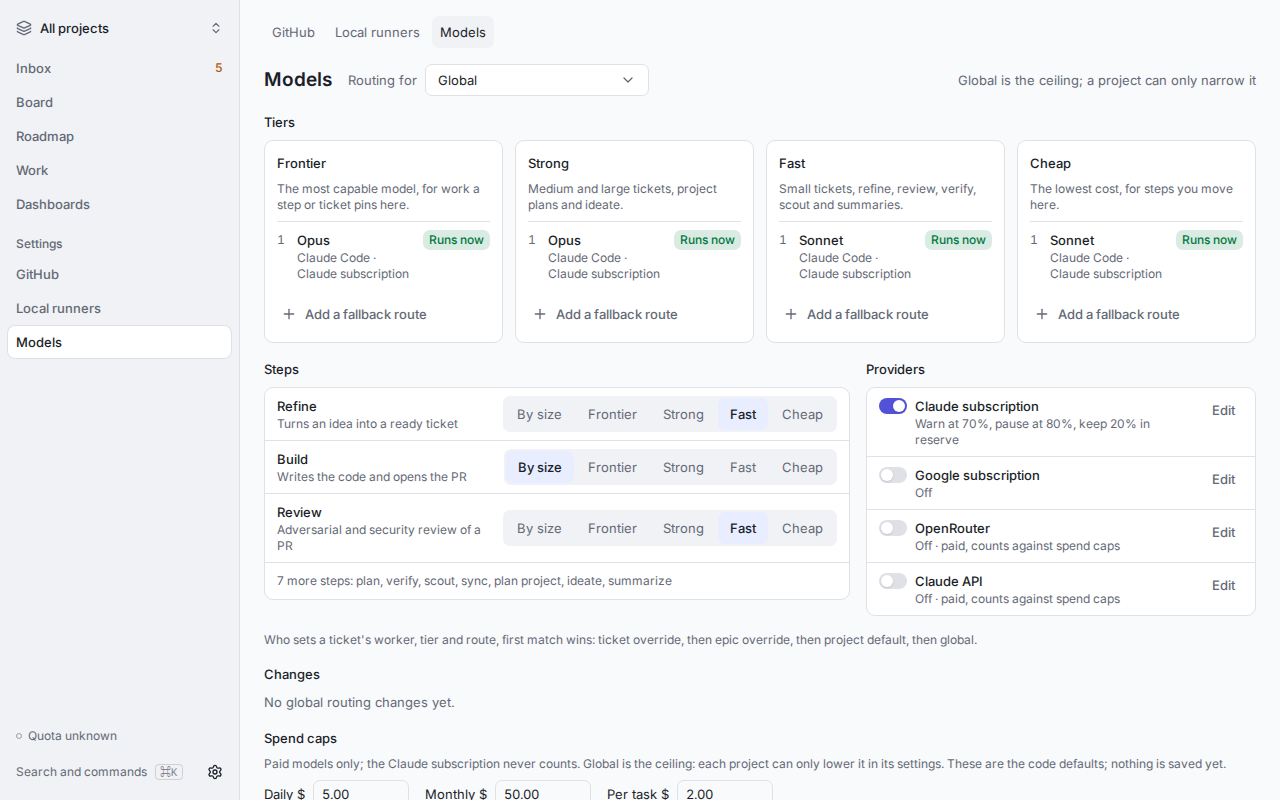 All projects
Inbox 5
Board
Roadmap
Work
Dashboards
Settings
GitHub
Local runners
Models
Quota unknown
Search and commands ⌘K
GitHub Local runners Models
Models Routing for Global Global is the ceiling; a project can only narrow it
Tiers
Frontier
The most capable model, for work a
step or ticket pins here.
1 Opus Runs now
Claude Code ·
Claude subscription
+ Add a fallback route
Strong
Medium and large tickets, project
plans and ideate.
1 Opus Runs now
Claude Code ·
Claude subscription
+ Add a fallback route
Fast
Small tickets, refine, review, verify,
scout and summaries.
1 Sonnet Runs now
Claude Code ·
Claude subscription
+ Add a fallback route
Cheap
The lowest cost, for steps you move
here.
1 Sonnet Runs now
Claude Code ·
Claude subscription
+ Add a fallback route
Steps
Refine
Turns an idea into a ready ticket
By size Frontier Strong Fast Cheap
Build
Writes the code and opens the PR
By size Frontier Strong Fast Cheap
Review
Adversarial and security review of a
PR
By size Frontier Strong Fast Cheap
7 more steps: plan, verify, scout, sync, plan project, ideate, summarize
Providers
Claude subscription Edit
Warn at 70%, pause at 80%, keep 20% in
reserve
Google subscription Edit
Off
OpenRouter Edit
Off · paid, counts against spend caps
Claude API Edit
Off · paid, counts against spend caps
Who sets a ticket's worker, tier and route, first match wins: ticket override, then epic override, then project default, then global.
Changes
No global routing changes yet.
Spend caps
Paid models only; the Claude subscription never counts. Global is the ceiling: each project can only lower it in its settings. These are the code defaults; nothing is saved yet.
Daily $ 5.00 Monthly $ 50.00 Per task $ 2.00